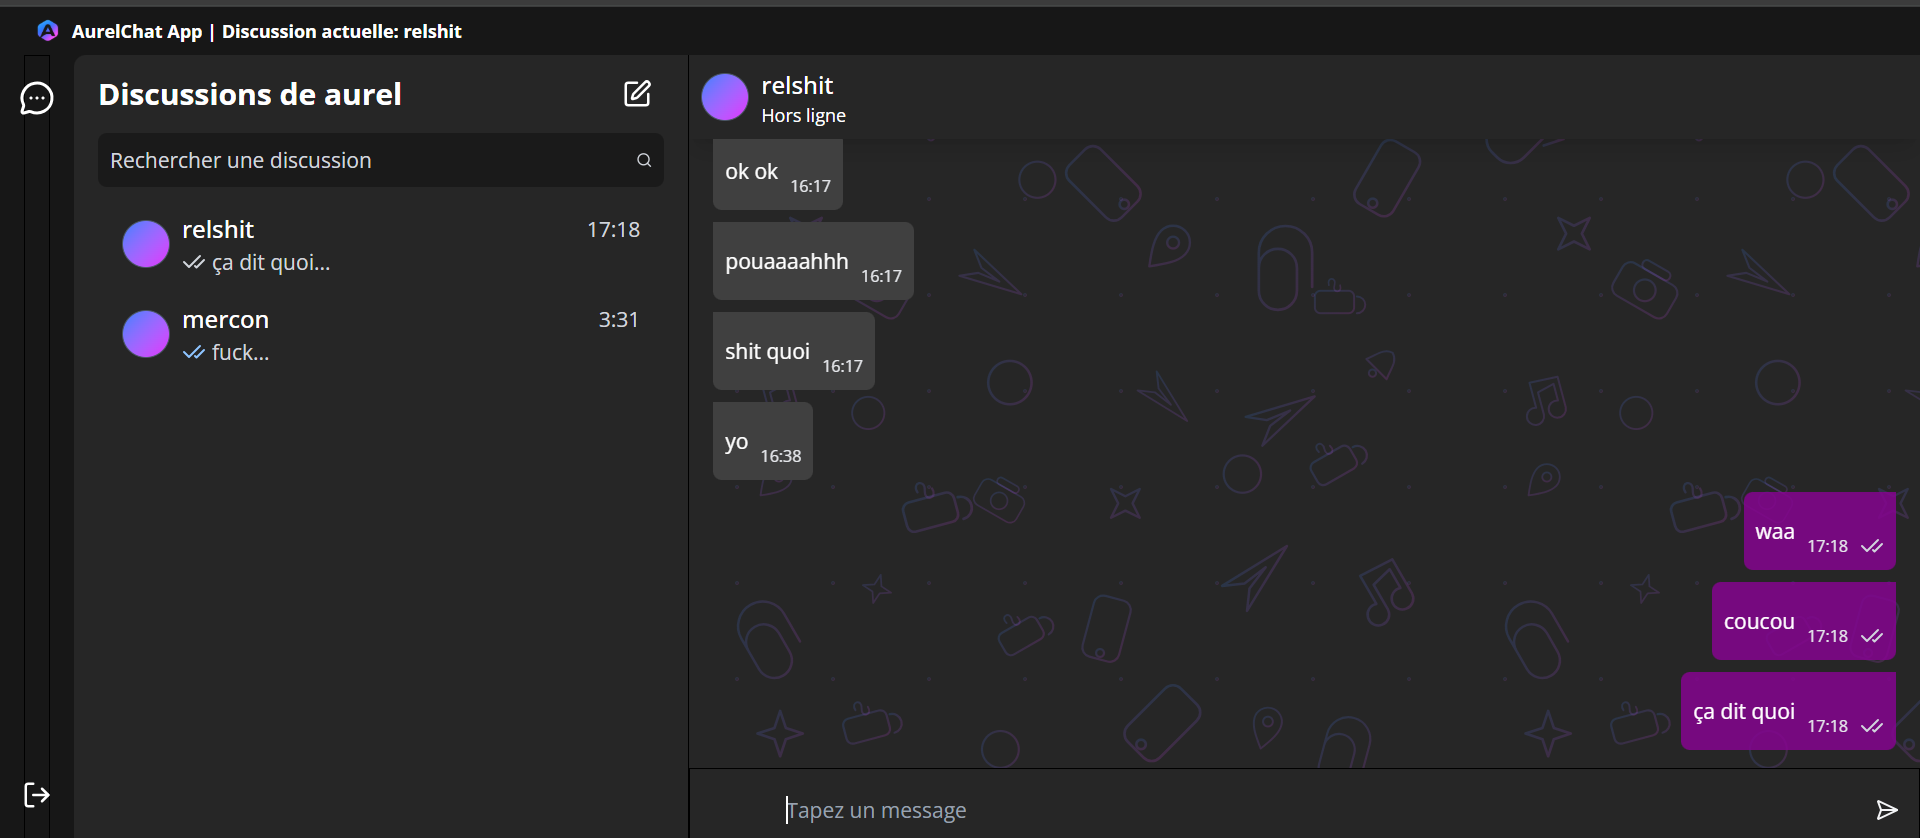 AurelChat App | Discussion actuelle: relshit
Discussions de aurel
Rechercher une discussion
relshit 17:18
ça dit quoi...
mercon 3:31
fuck...
relshit
Hors ligne
ok ok 16:17
pouaaaahhh 16:17
shit quoi 16:17
yo 16:38
waa 17:18
coucou 17:18
ça dit quoi 17:18
Tapez un message